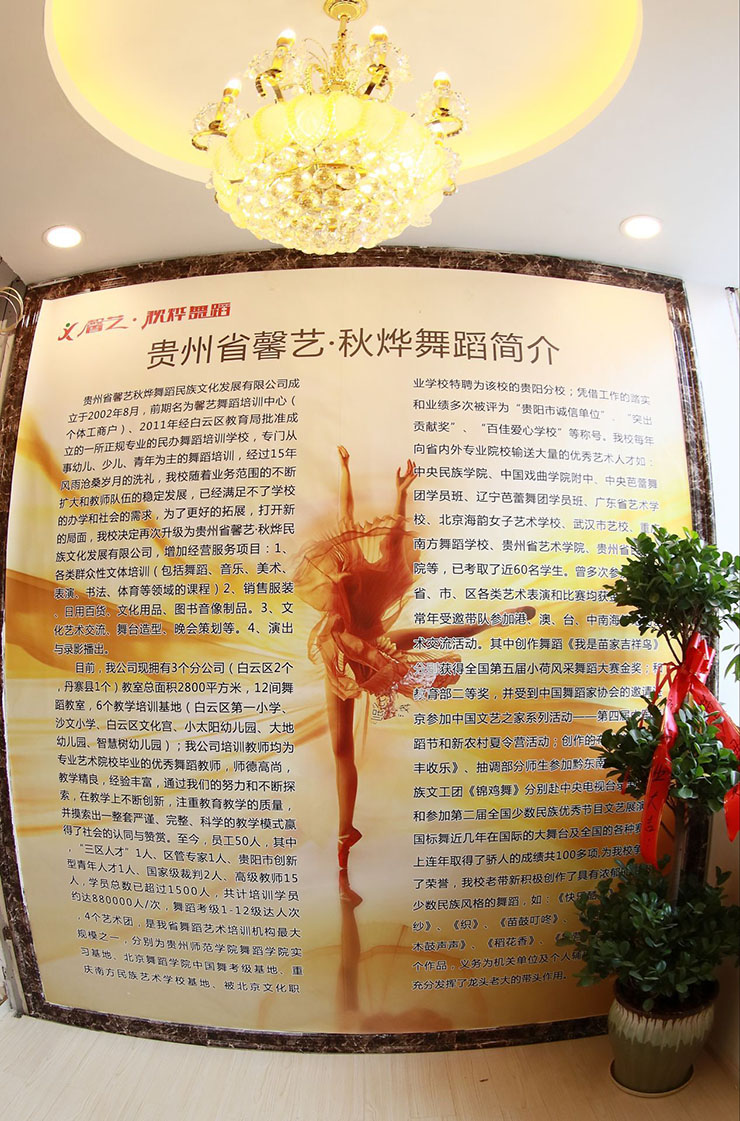 馨艺·秋烨舞蹈
贵州省馨艺·秋烨舞蹈简介
贵州省馨艺秋烨舞蹈民族文化发展有限公司成
立于2002年8月，前期名为馨艺舞蹈培训中心（
个体工商户）、2011年经白云区教育局批准成
立的一所正规专业的民办舞蹈培训学校，专门从
事幼儿、少儿、青年为主的舞蹈培训，经过15年
风雨沧桑岁月的洗礼，我校随着业务范围的不断
扩大和教师队伍的稳定发展，已经满足不了学校
的办学和社会的需求，为了更好的拓展，打开新
的局面，我校决定再次升级为贵州省馨艺·秋烨民
族文化发展有限公司，增加经营服务项目：1、
各类群众性文体培训（包括舞蹈、音乐、美术、
表演、书法、体育等领域的课程）2、销售服装
、日用百货、文化用品、图书音像制品。3、文
化艺术交流、舞台造型、晚会策划等。4、演出
与录影播出。
目前，我公司现拥有3个分公司（白云区2个
,丹寨县1个）教室总面积2800平方米，12间舞
蹈教室，6个教学培训基地（白云区第一小学、
沙文小学、白云区文化宫、小太阳幼儿园、大地
幼儿园、智慧树幼儿园）；我公司培训教师均为
专业艺术院校毕业的优秀舞蹈教师，师德高尚，
教学精良，经验丰富，通过我们的努力和不断探
索，在教学上不断创新，注重教育教学的质量，
并摸索出一整套严谨、完整、科学的教学模式赢
得了社会的认同与赞赏。至今，员工50人，其中
，“三区人才”1人、区管专家1人、贵阳市创新
型青年人才1人、国家级裁判2人、高级教师15
人，学员总数已超过1500人，共计培训学员
约达880000人/次，舞蹈考级1-12级达人次
，4个艺术团，是我省舞蹈艺术培训机构最大
规模之一，分别为贵州师范学院舞蹈学院实
习基地、北京舞蹈学院中国舞考级基地、重
庆南方民族艺术学校基地、被北京文化职
业学校特聘为该校的贵阳分校；凭借工作的踏实
和业绩多次被评为“贵阳市诚信单位”、“突出
贡献奖”、“百佳爱心学校”等称号。我校每年
向省内外专业院校输送大量的优秀艺术人才如：
中央民族学院、中国戏曲学院附中、中央芭蕾舞
团学员班、辽宁芭蕾舞团学员班、广东省艺术学
校、北京海韵女子艺术学校、武汉市艺校、重
南方舞蹈学校、贵州省艺术学院、贵州省
院等，已考取了近60名学生。曾多次参
省、市、区各类艺术表演和比赛均获
常年受邀带队参加港、澳、台、中南海
术交流活动。其中创作舞蹈《我是苗家吉祥鸟》
获得全国第五届小荷风采舞蹈大赛金奖；
教育部二等奖，并受到中国舞蹈家协会的邀请
京参加中国文艺之家系列活动——第四届
蹈节和新农村夏令营活动；创作的
丰收乐》、抽调部分师生参加黔东南
族文工团《锦鸡舞》分别赴中央电视台
和参加第二届全国少数民族优秀节目文艺展演
国标舞近几年在国际的大舞台及全国的各种
上连年取得了骄人的成绩共100多项,为我校
了荣誉，我校老带新积极创作了具有浓郁
少数民族风格的舞蹈，如：《快乐
纱》、《织》、《苗鼓叮咚》、
木鼓声声》、《稻花香》、
个作品，义务为机关单位及个人
充分发挥了龙头老大的带头作用。